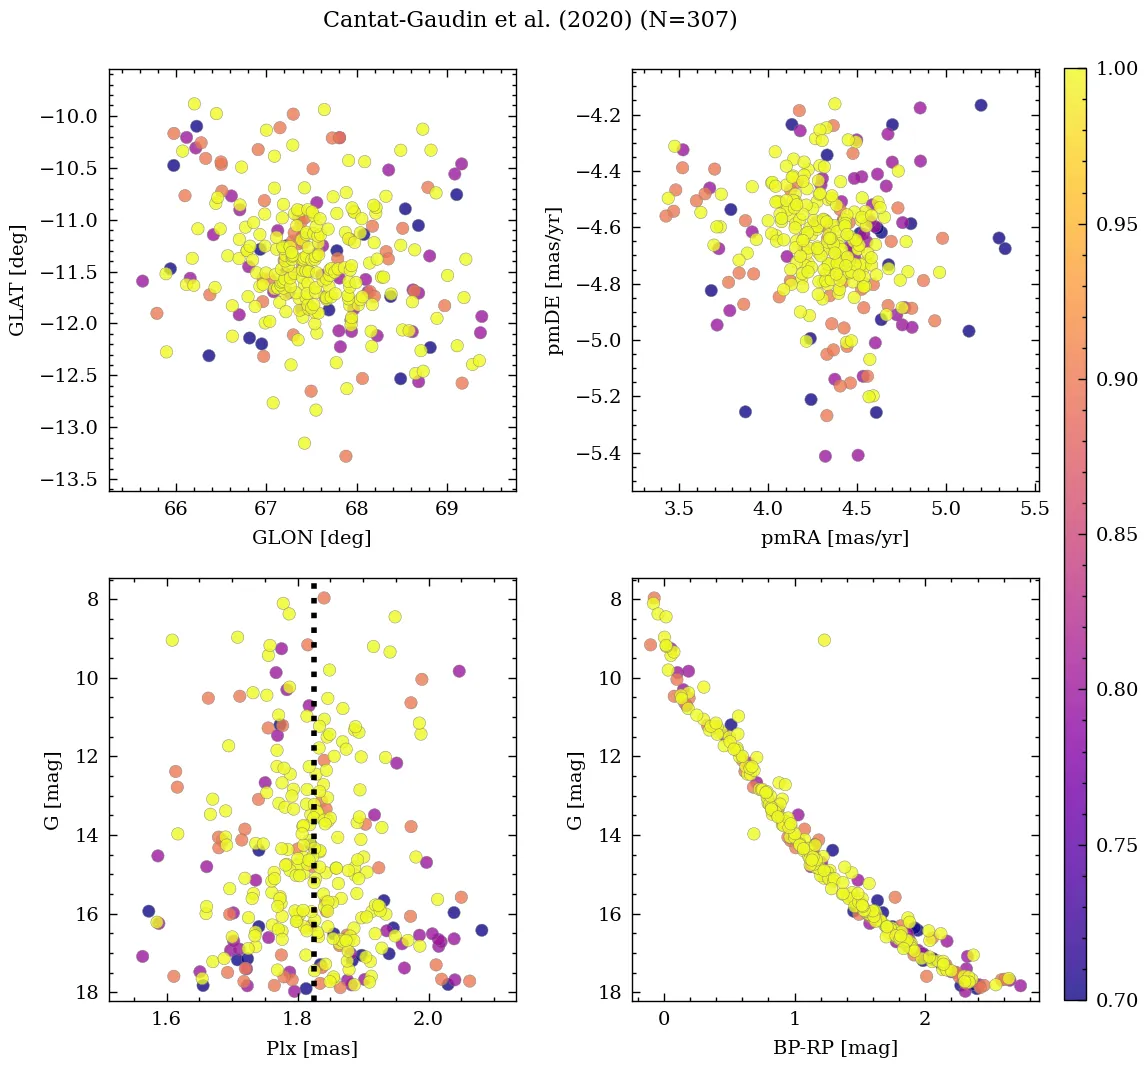 Cantat-Gaudin et al. (2020) (N=307)
−10.0
−10.5
−11.0
−11.5
−12.0
−12.5
−13.0
−13.5
GLAT [deg]
66 67 68 69
GLON [deg]
−4.2
−4.4
−4.6
−4.8
−5.0
−5.2
−5.4
pmDE [mas/yr]
3.5 4.0 4.5 5.0 5.5
pmRA [mas/yr]
8
10
12
14
16
18
G [mag]
1.6 1.8 2.0
Plx [mas]
8
10
12
14
16
18
G [mag]
0 1 2
BP-RP [mag]
1.00
0.95
0.90
0.85
0.80
0.75
0.70